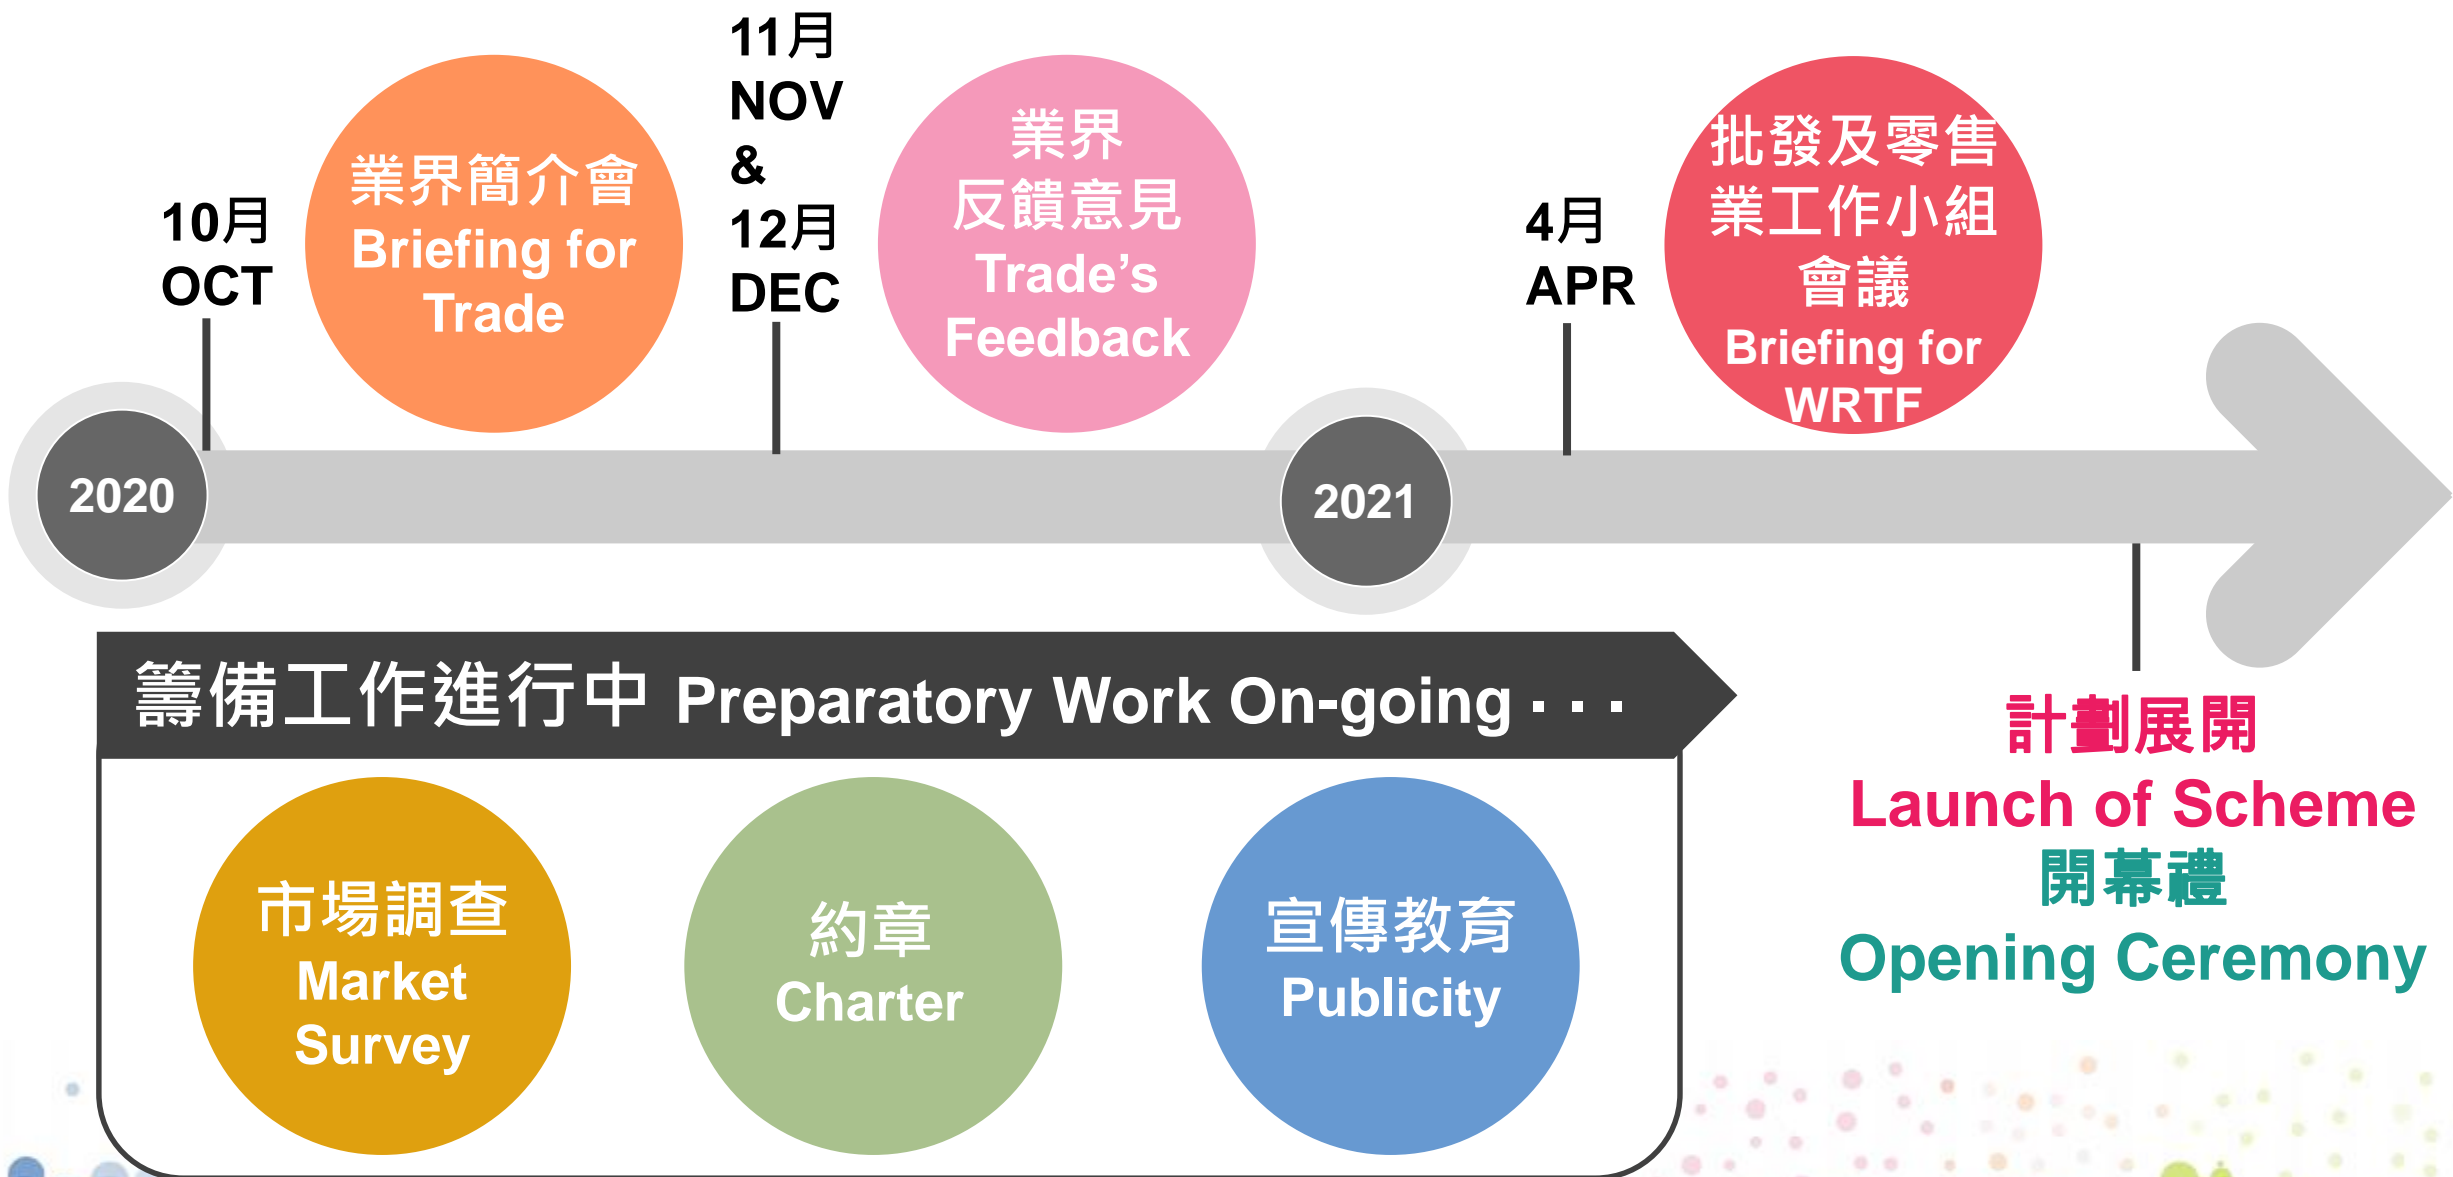 10月
OCT
業界簡介會
Briefing for
Trade
11月
NOV
&
12月
DEC
業界
反饋意見
Trade’s
Feedback
4月
APR
批發及零售
業工作小組
會議
Briefing for
WRTF
2020
2021
籌備工作進行中 Preparatory Work On-going . . .
市場調查
Market
Survey
約章
Charter
宣傳教育
Publicity
計劃展開
Launch of Scheme
開幕禮
Opening Ceremony